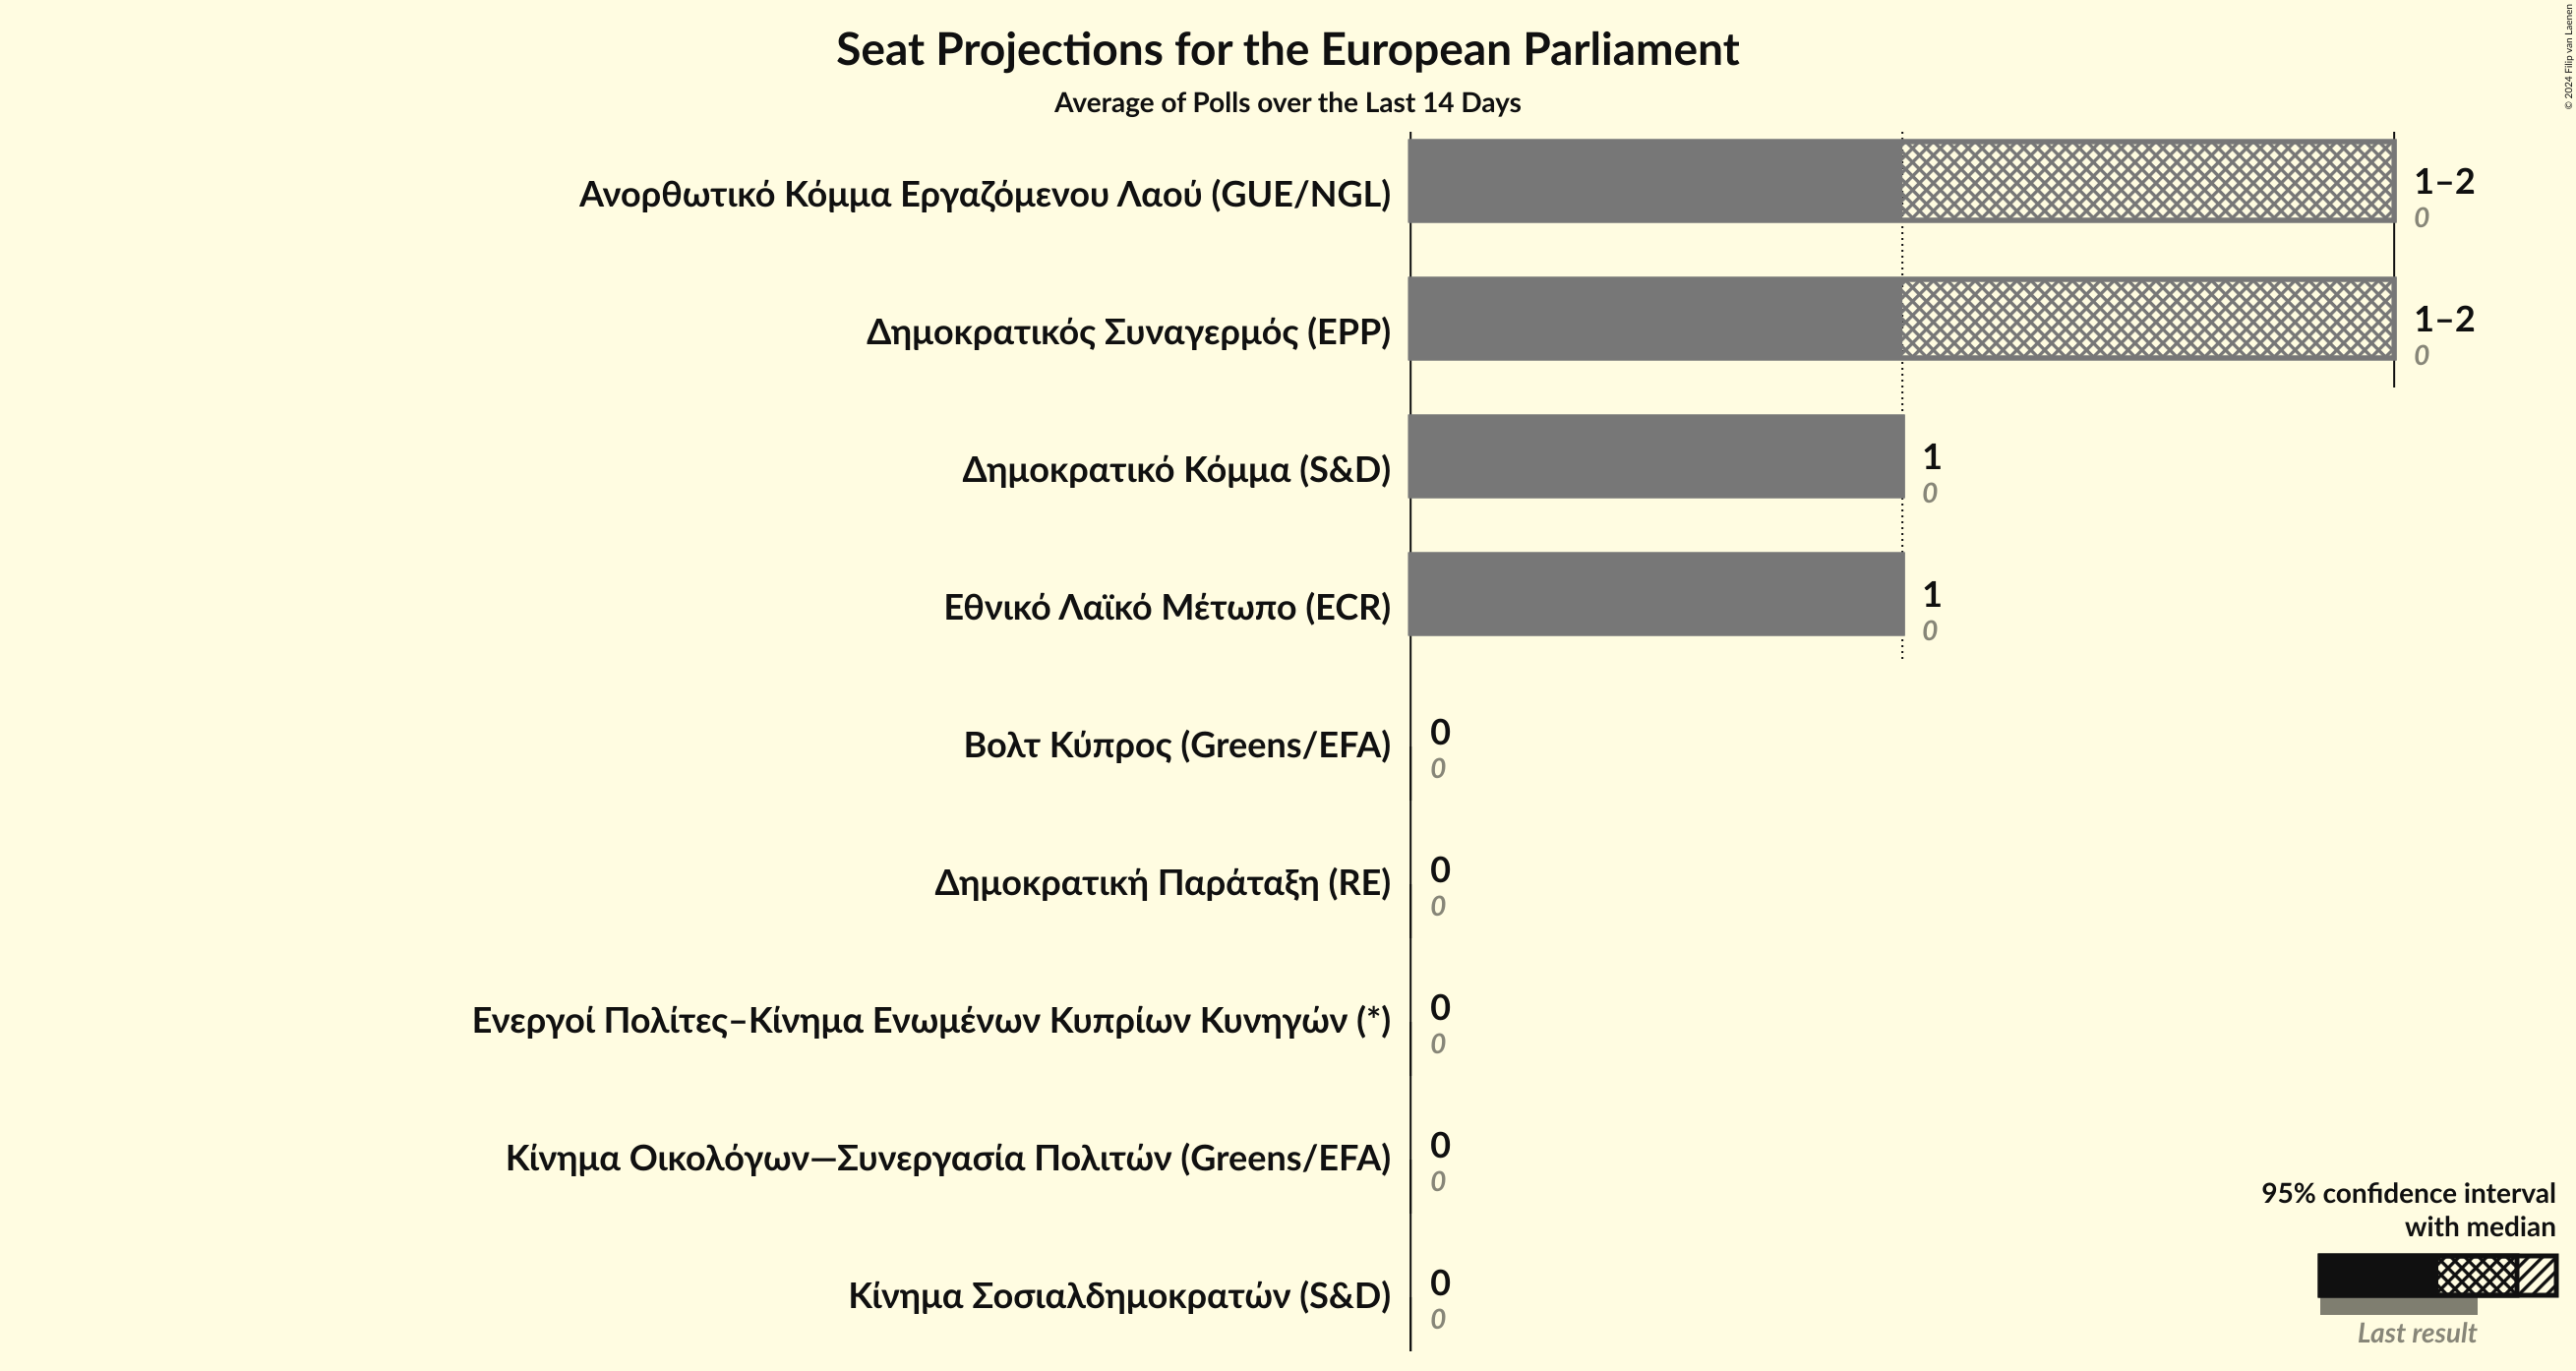 Seat Projections for the European Parliament
Average of Polls over the Last 14 Days
© 2024 Filip van Laenen
Ανορθωτικό Κόμμα Εργαζόμενου Λαού (GUE/NGL)
1–2
0
Δημοκρατικός Συναγερμός (EPP)
1–2
0
Δημοκρατικό Κόμμα (S&D)
1
0
Εθνικό Λαϊκό Μέτωπο (ECR)
1
0
Βολτ Κύπρος (Greens/EFA)
0
0
Δημοκρατική Παράταξη (RE)
0
0
Ενεργοί Πολίτες–Κίνημα Ενωμένων Κυπρίων Κυνηγών (*)
0
0
Κίνημα Οικολόγων—Συνεργασία Πολιτών (Greens/EFA)
0
0
Κίνημα Σοσιαλδημοκρατών (S&D)
0
0
95% confidence interval
with median
Last result